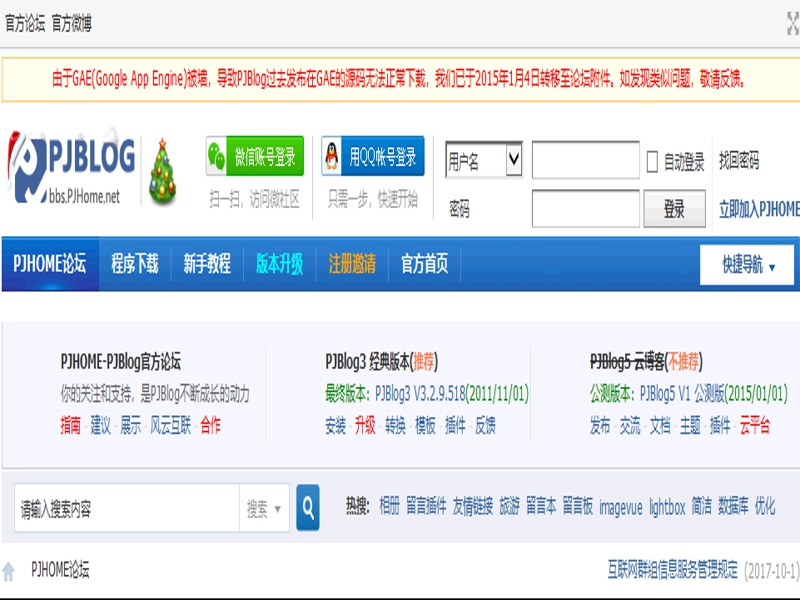 官方论坛 官方微博
由于GAE(Google App Engine)被墙，导致PJBlog过去发布在GAE的源码无法正常下载，我们已于2015年1月4日转移至论坛附件。如发现类似问题，敬请反馈。
PJBLOG
bbs.PJHome.net
微信账号登录
扫一扫，访问微社区
用QQ帐号登录
只需一步，快速开始
用户名 自动登录 找回密码
密码 登录 立即加入PJHOME
PJHOME论坛 程序下载 新手教程 版本升级 注册邀请 官方首页 快捷导航
PJHOME-PJBlog官方论坛
你的关注和支持，是PJBlog不断成长的动力
指南 - 建议 - 展示 - 风云互联 - 合作
PJBlog3 经典版本(推荐)
最终版本：PJBlog3 V3.2.9.518(2011/11/01)
安装 - 升级 - 转换 - 模板 - 插件 - 反馈
PJBlog5 云博客(不推荐)
公测版本：PJBlog5 V1 公测版(2015/01/01)
发布 - 交流 - 文档 - 主题 - 插件 - 云平台
请输入搜索内容 搜索 热搜: 相册 留言插件 友情链接 旅游 留言本 留言板 imagevue lightbox 简洁 数据库 优化
PJHOME论坛 互联网群组信息服务管理规定 (2017-10-1)